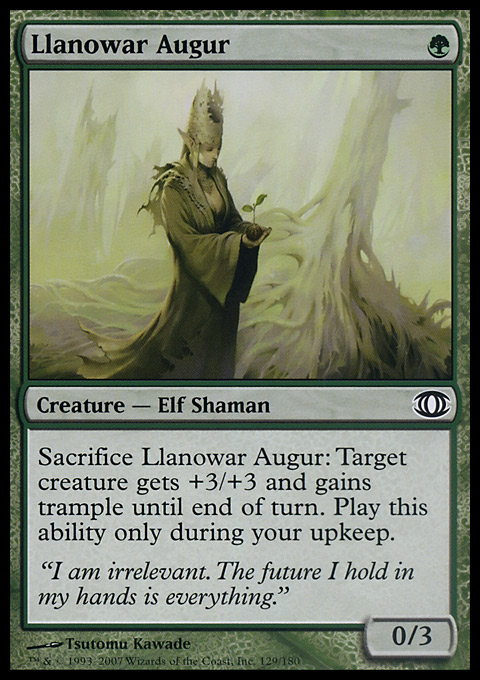 Llanowar Augur
Creature — Elf Shaman
Sacrifice Llanowar Augur: Target
creature gets +3/+3 and gains
trample until end of turn. Play this
ability only during your upkeep.
“I am irrelevant. The future I hold in
my hands is everything.”
Tsutomu Kawade
0/3
™ & © 1993–2007 Wizards of the Coast, Inc. 129/180